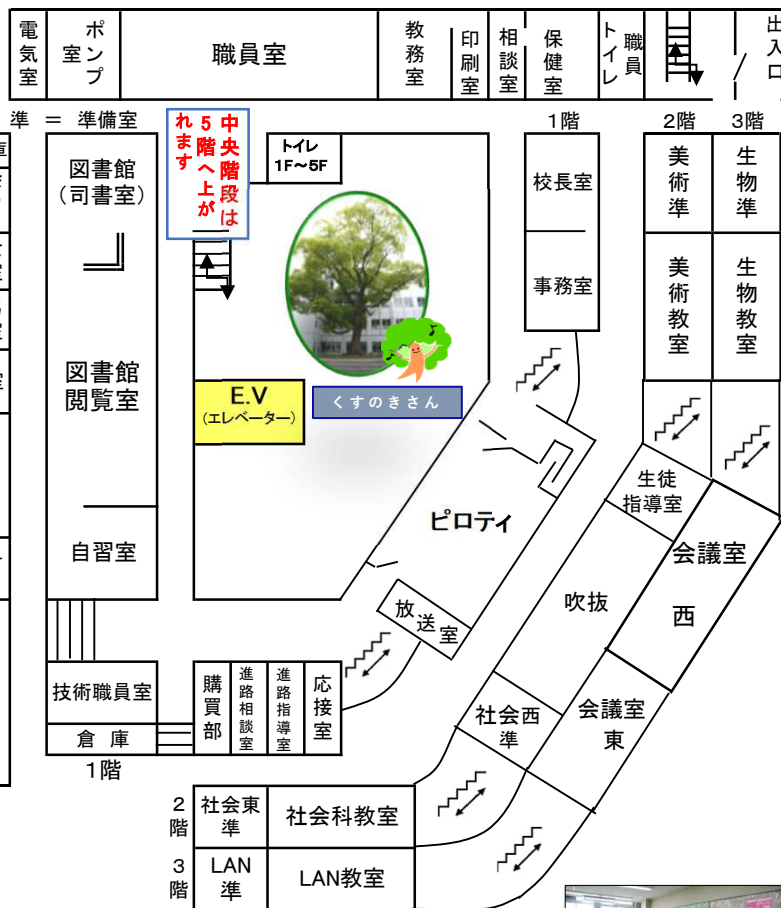 電気室
ポンプ室
職員室
教務室
印刷室
相談室
保健室
職員トイレ
出入口
準 ＝ 準備室
中央階段は
5階へ上が
れます
トイレ
1F～5F
図書館
（司書室）
図書館
閲覧室
自習室
E.V
（エレベーター）
くすのきさん
1階
校長室
事務室
2階
美術準
美術教室
3階
生物準
生物教室
ピロティ
放送室
生徒
指導室
吹抜
会議室
西
会議室
東
社会西
準
技術職員室
倉 庫
1階
購買部
進路相談室
進路指導室
応接室
2階
社会東
準
社会科教室
3階
LAN
準
LAN教室